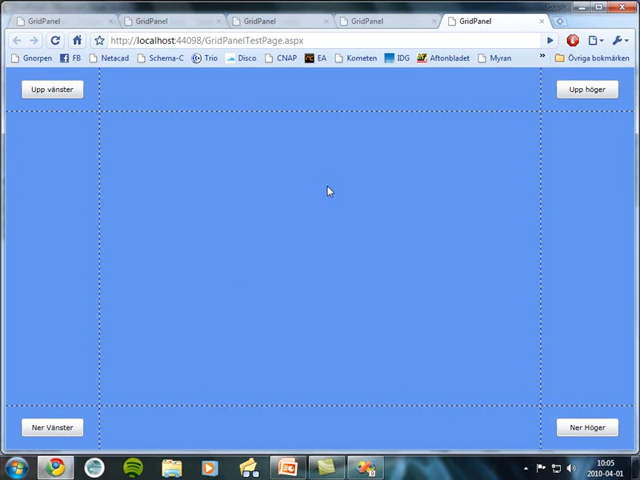 GridPanel
GridPanel
GridPanel
GridPanel
GridPanel
http://localhost:44098/GridPanelTestPage.aspx
Gnorpen FB Netacad Schema-C Trio Disco CNAP EA Kometen IDG Aftonbladet Myran » Övriga bokmärken
Upp vänster
Upp höger
Ner Vänster
Ner Höger
10:05
2010-04-01